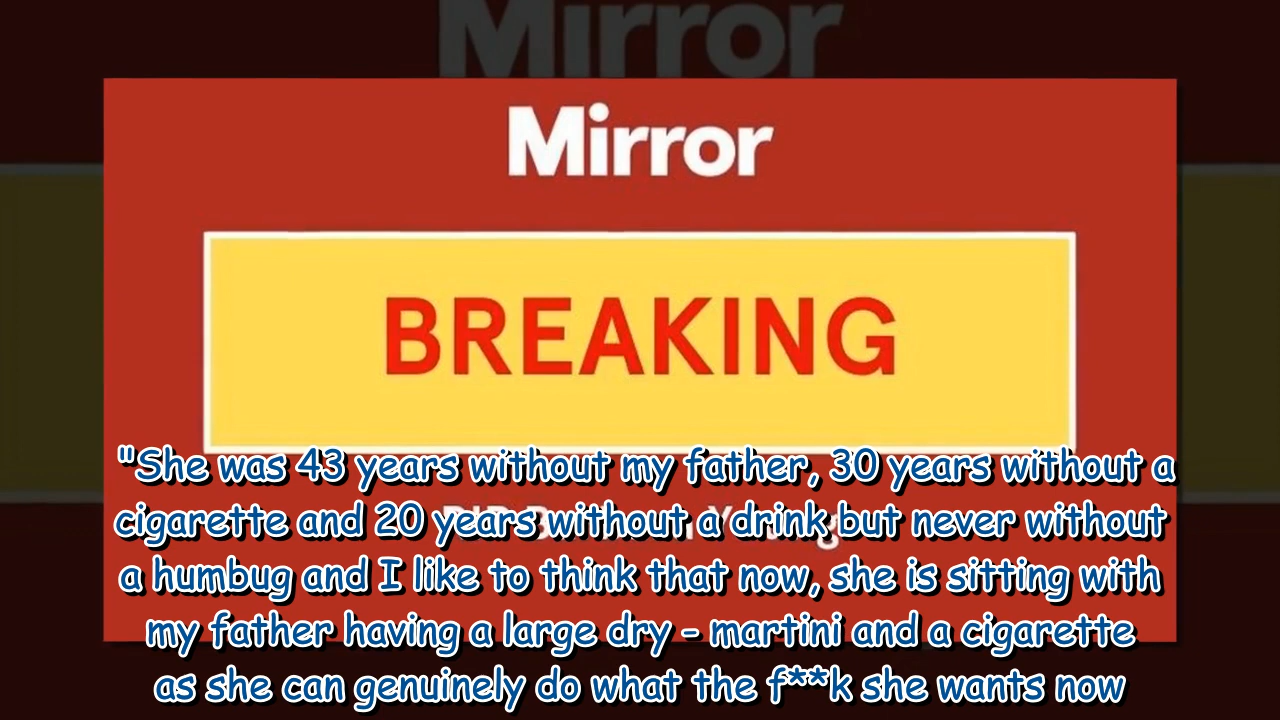 Mirror
Mirror
BREAKING
"She was 43 years without my father, 30 years without a
cigarette and 20 years without a drink but never without
a humbug and I like to think that now, she is sitting with
my father having a large dry - martini and a cigarette
as she can genuinely do what the f**k she wants now